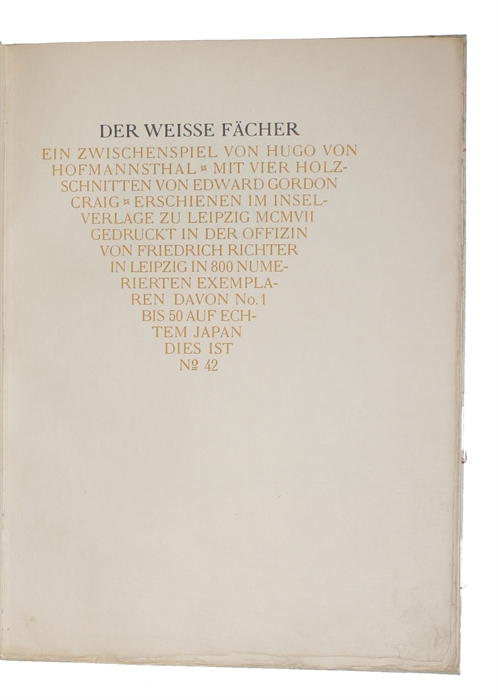 DER WEISSE FÄCHER
EIN ZWISCHENSPIEL VON HUGO VON
HOFMANNSTHAL ¤ MIT VIER HOLZ-
SCHNITTEN VON EDWARD GORDON
CRAIG ¤ ERSCHIENEN IM INSEL-
VERLAGE ZU LEIPZIG MCMVII
GEDRUCKT IN DER OFFIZIN
VON FRIEDRICH RICHTER
IN LEIPZIG IN 800 NUME-
RIERTEN EXEMPLA-
REN DAVON No. 1
BIS 50 AUF ECH-
TEM JAPAN
DIES IST
Nº 42